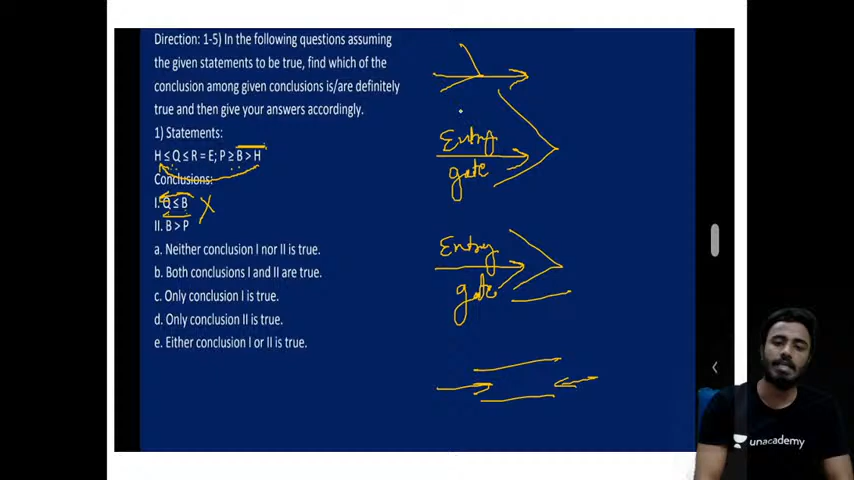 Direction: 1-5) In the following questions assuming
the given statements to be true, find which of the
conclusion among given conclusions is/are definitely
true and then give your answers accordingly.
1) Statements:
H ≤ Q ≤ R = E; P ≥ B > H
Conclusions:
I. Q ≤ B
II. B > P
a. Neither conclusion I nor II is true.
b. Both conclusions I and II are true.
c. Only conclusion I is true.
d. Only conclusion II is true.
e. Either conclusion I or II is true.
Entry
gate
Entry
gate
unacademy